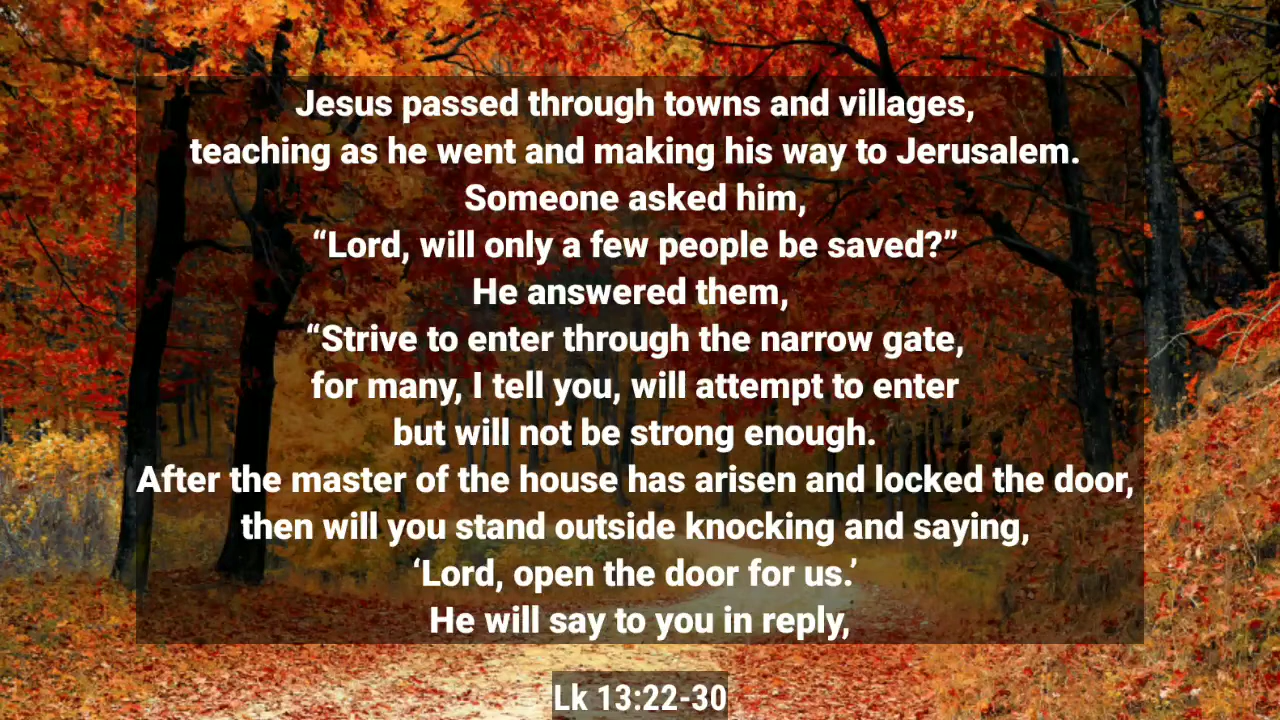 Jesus passed through towns and villages,
teaching as he went and making his way to Jerusalem.
Someone asked him,
“Lord, will only a few people be saved?”
He answered them,
“Strive to enter through the narrow gate,
for many, I tell you, will attempt to enter
but will not be strong enough.
After the master of the house has arisen and locked the door,
then will you stand outside knocking and saying,
‘Lord, open the door for us.’
He will say to you in reply,
Lk 13:22-30